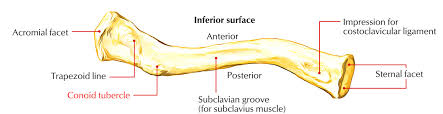 Inferior surface
Impression for
costoclavicular ligament
Acromial facet
Anterior
Trapezoid line
Posterior
Sternal facet
Conoid tubercle
Subclavian groove
(for subclavius muscle)